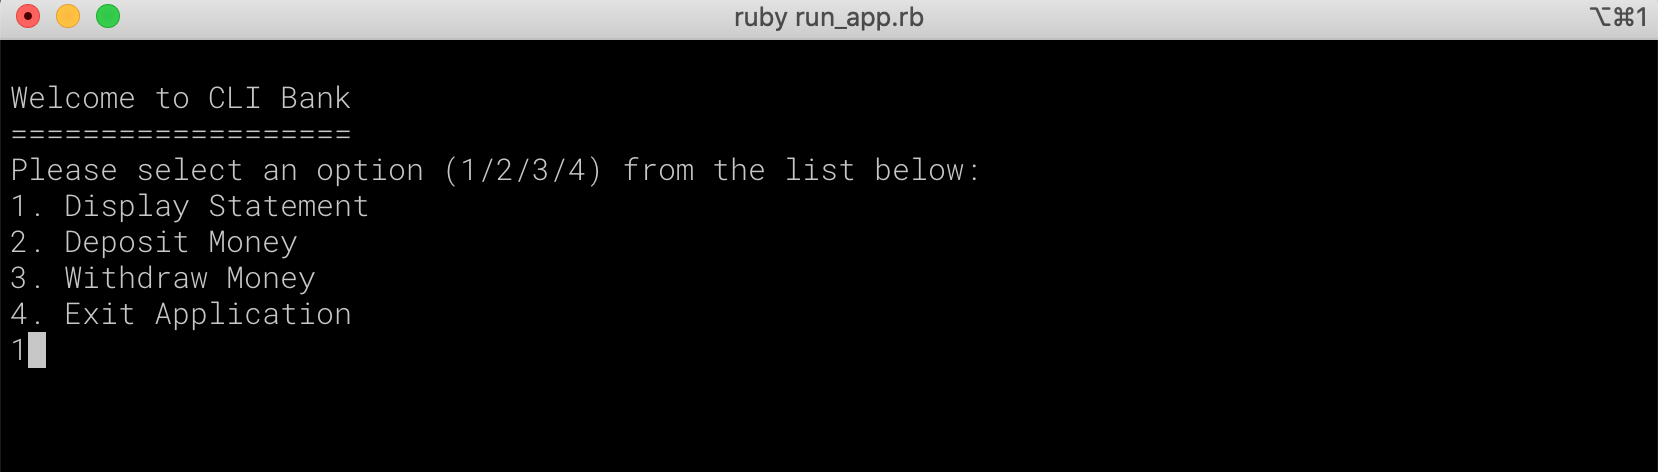 ruby run_app.rb
⌥⌘1
Welcome to CLI Bank
===================
Please select an option (1/2/3/4) from the list below:
1. Display Statement
2. Deposit Money
3. Withdraw Money
4. Exit Application
1